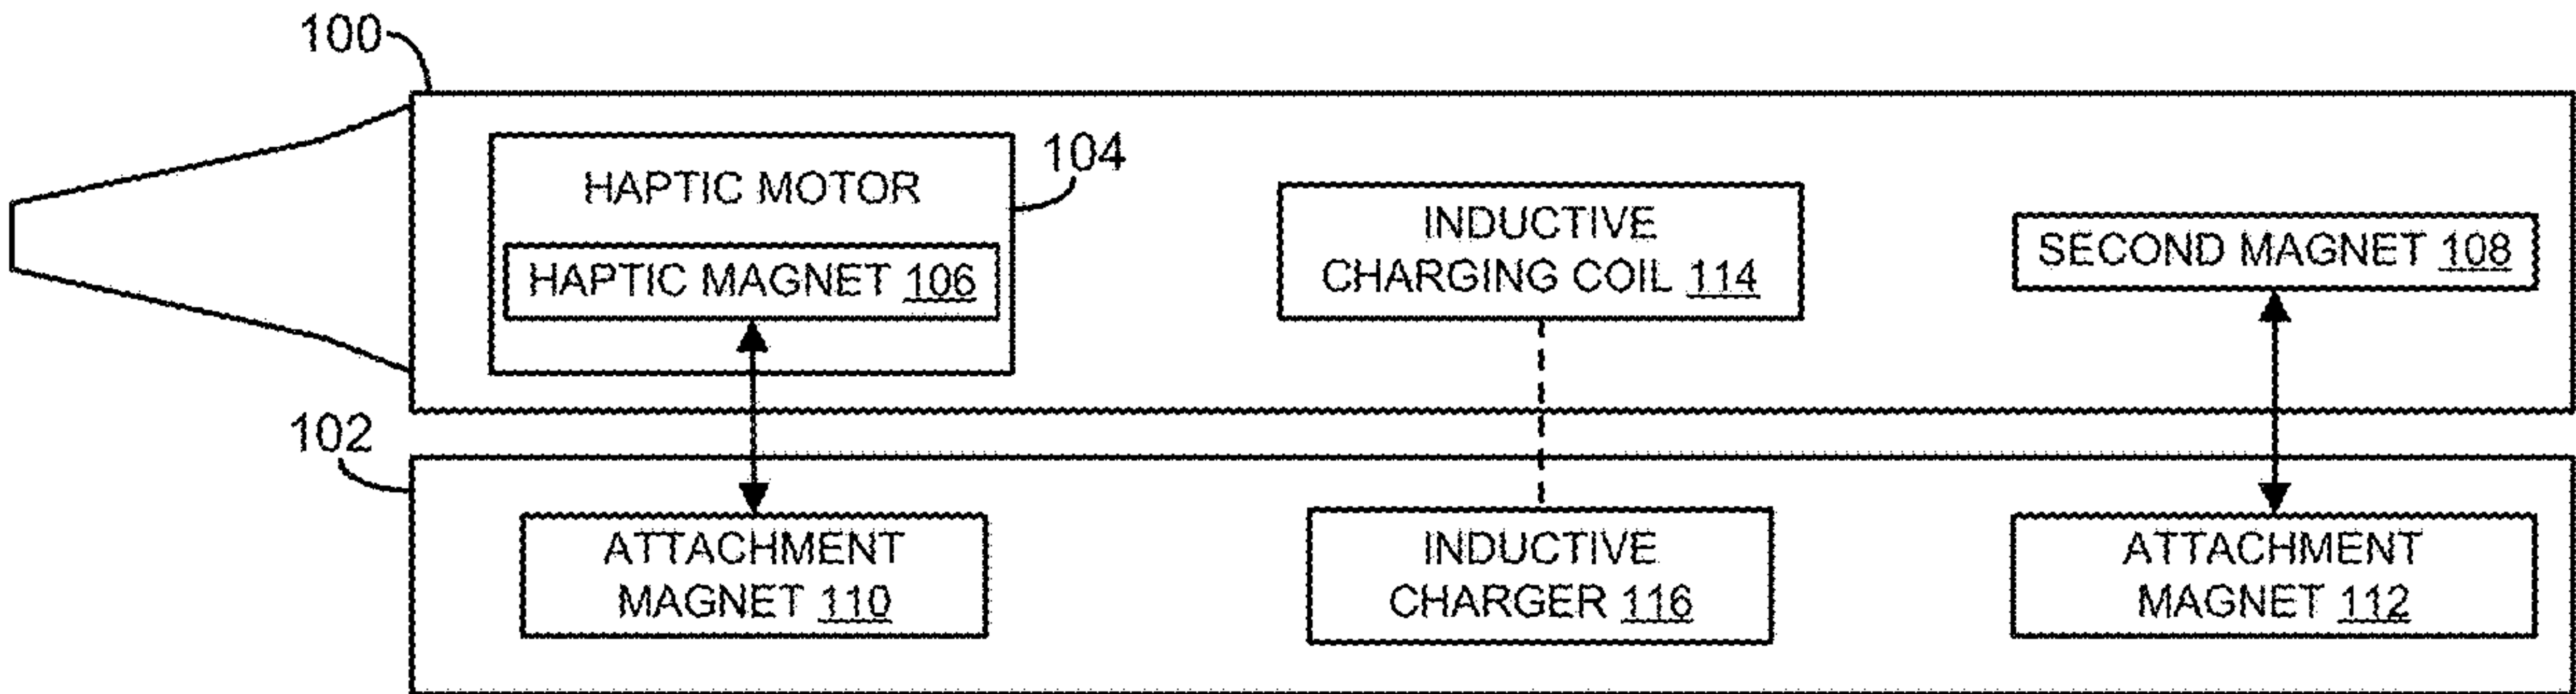 100
104
HAPTIC MOTOR
HAPTIC MAGNET 106
INDUCTIVE
CHARGING COIL 114
SECOND MAGNET 108
102
ATTACHMENT
MAGNET 110
INDUCTIVE
CHARGER 116
ATTACHMENT
MAGNET 112